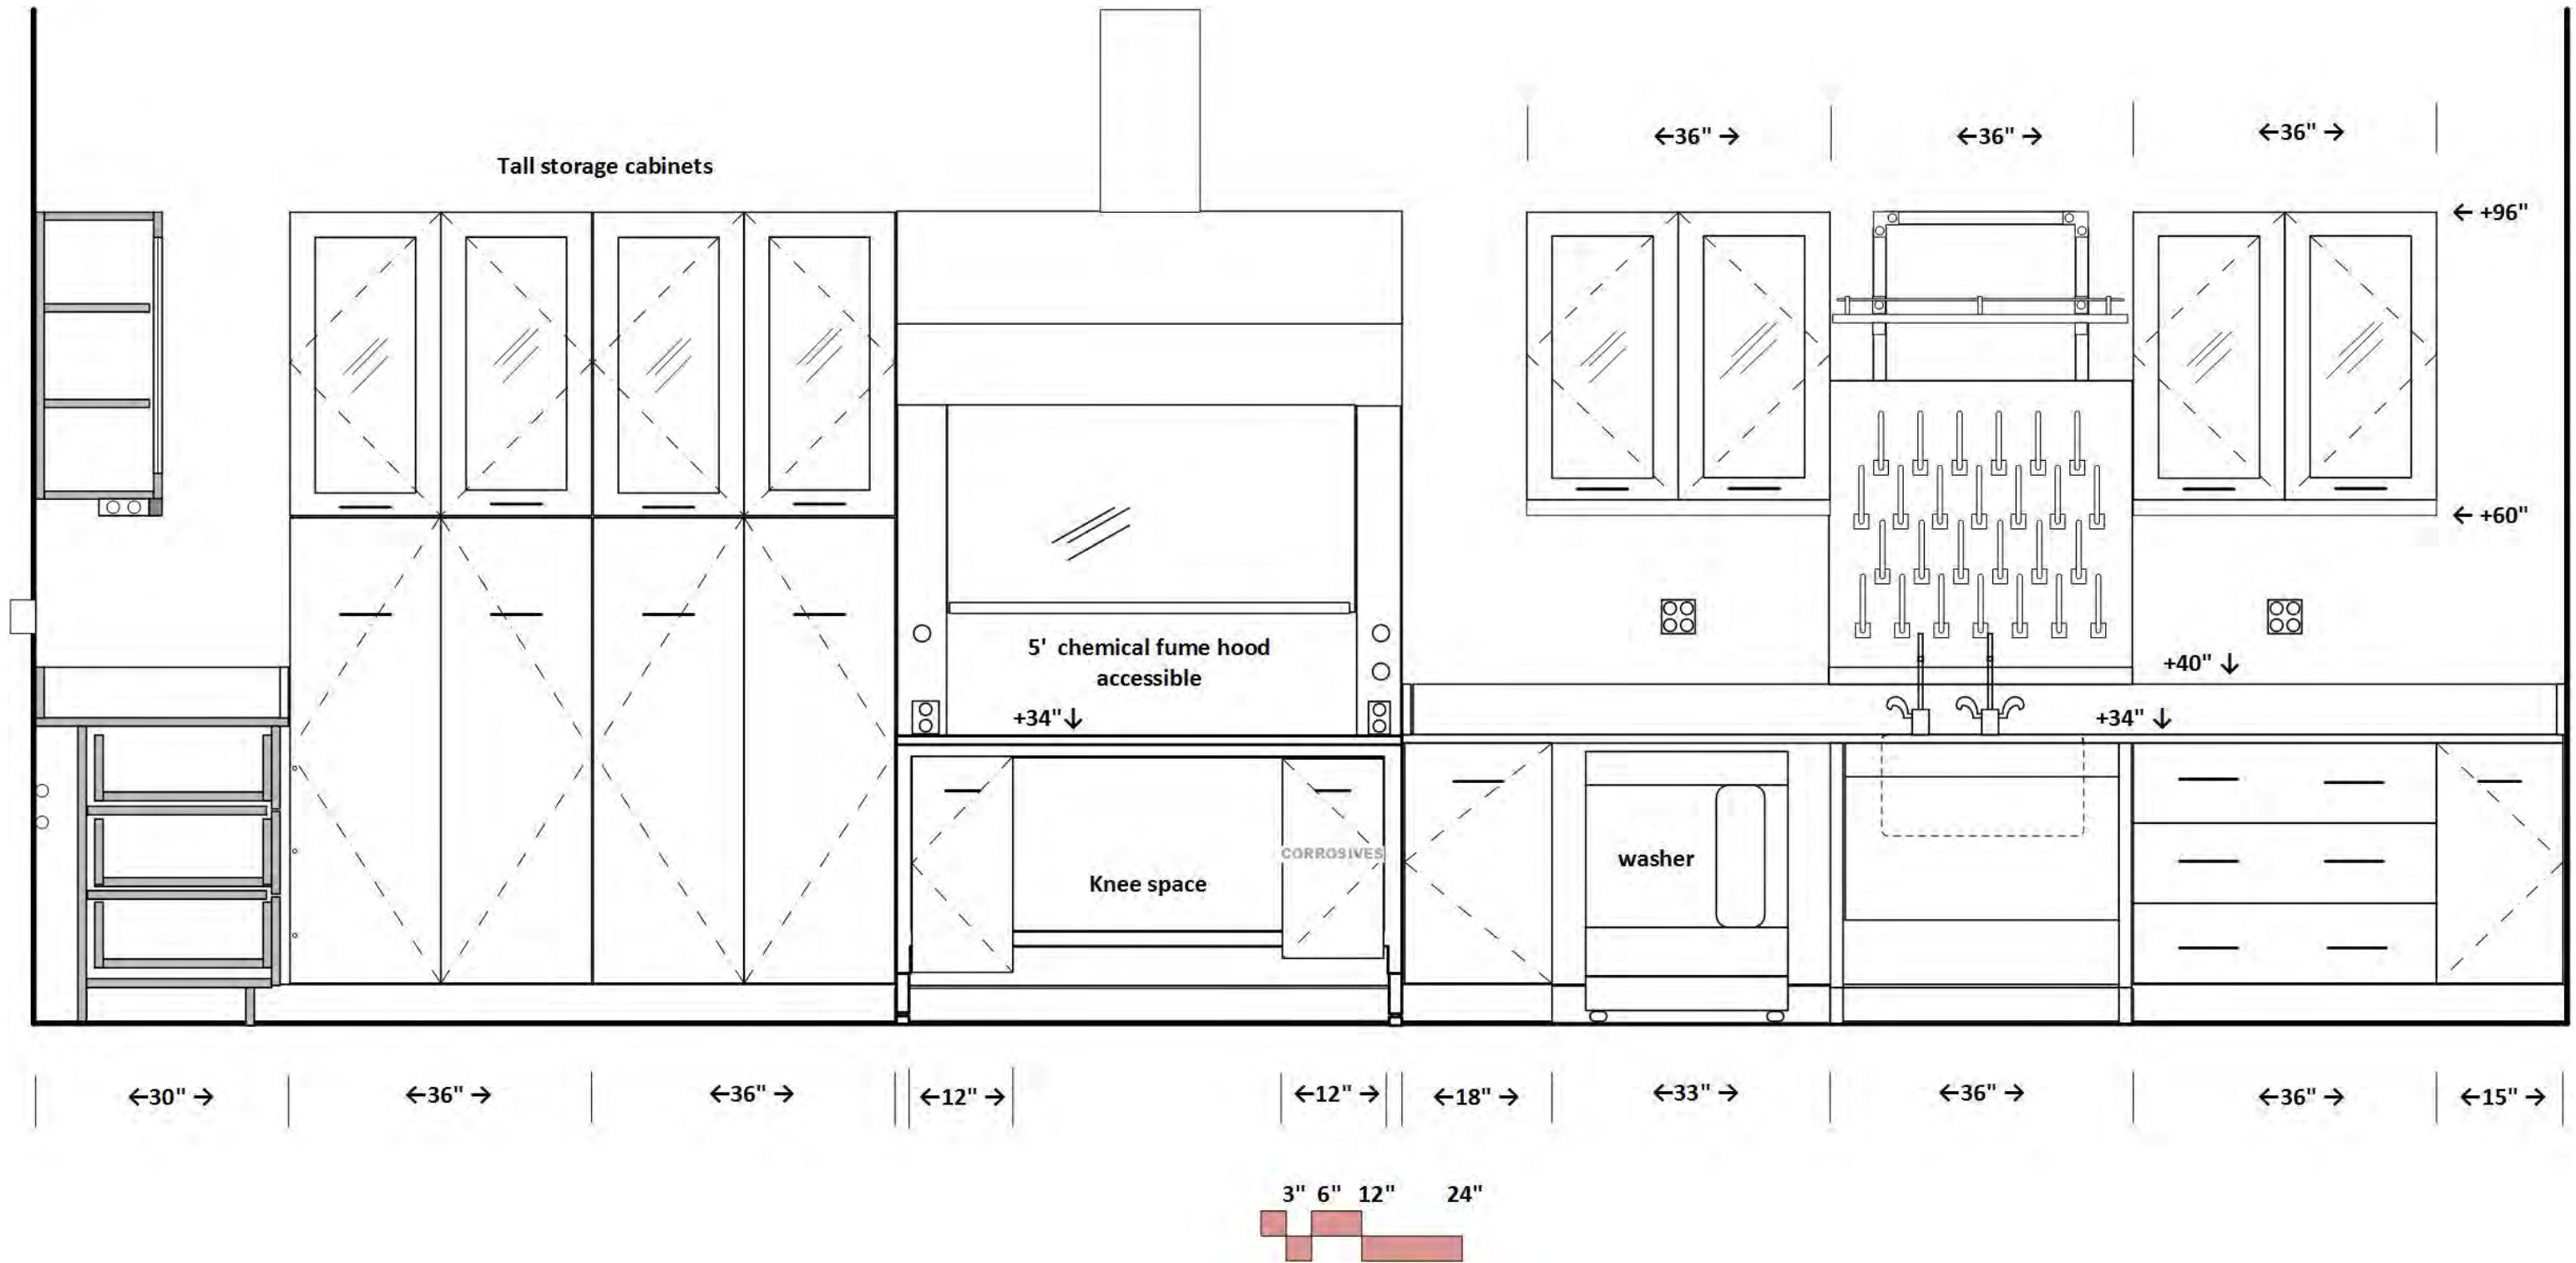 ←36" →
←36" →
←36" →
Tall storage cabinets
← +96"
← +60"
5' chemical fume hood
accessible
+40" ↓
+34"↓
+34" ↓
CORROSIVES
washer
Knee space
←30" →
←36" →
←36" →
←12" →
←12" →
←18" →
←33" →
←36" →
←36" →
←15" →
3" 6" 12" 24"